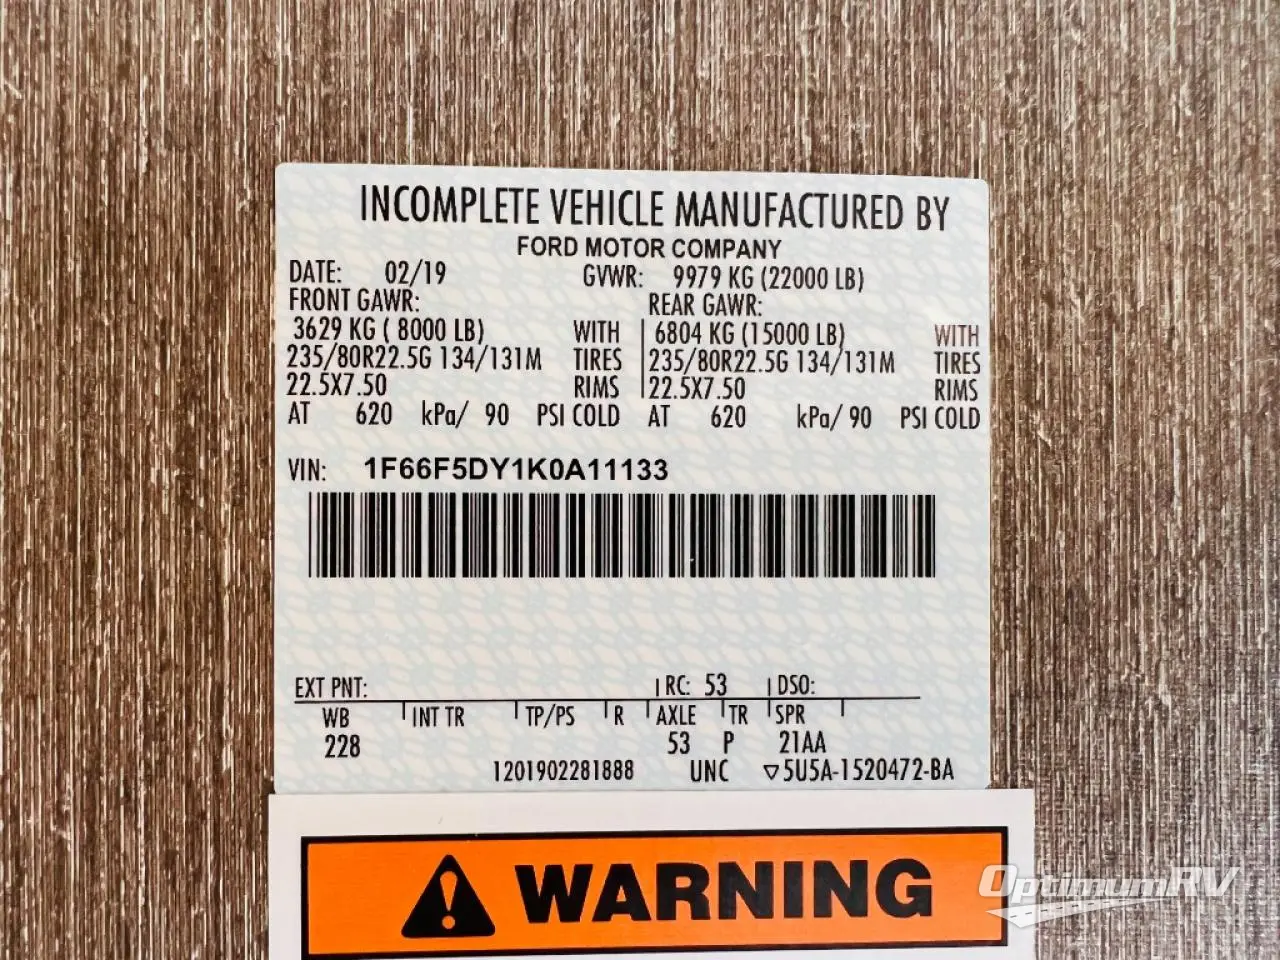 INCOMPLETE VEHICLE MANUFACTURED BY
FORD MOTOR COMPANY
DATE: 02/19 GVWR: 9979 KG (22000 LB)
FRONT GAWR: REAR GAWR:
3629 KG ( 8000 LB) WITH 6804 KG (15000 LB) WITH
235/80R22.5G 134/131M TIRES 235/80R22.5G 134/131M TIRES
22.5X7.50 RIMS 22.5X7.50 RIMS
AT 620 kPa/ 90 PSI COLD AT 620 kPa/ 90 PSI COLD
VIN: 1F66F5DY1K0A11133
EXT PNT: RC: 53 DSO:
WB INT TR TP/PS R AXLE TR SPR
228 53 P 21AA
1201902281888 UNC ▽5U5A-1520472-BA
WARNING
OptimumRV